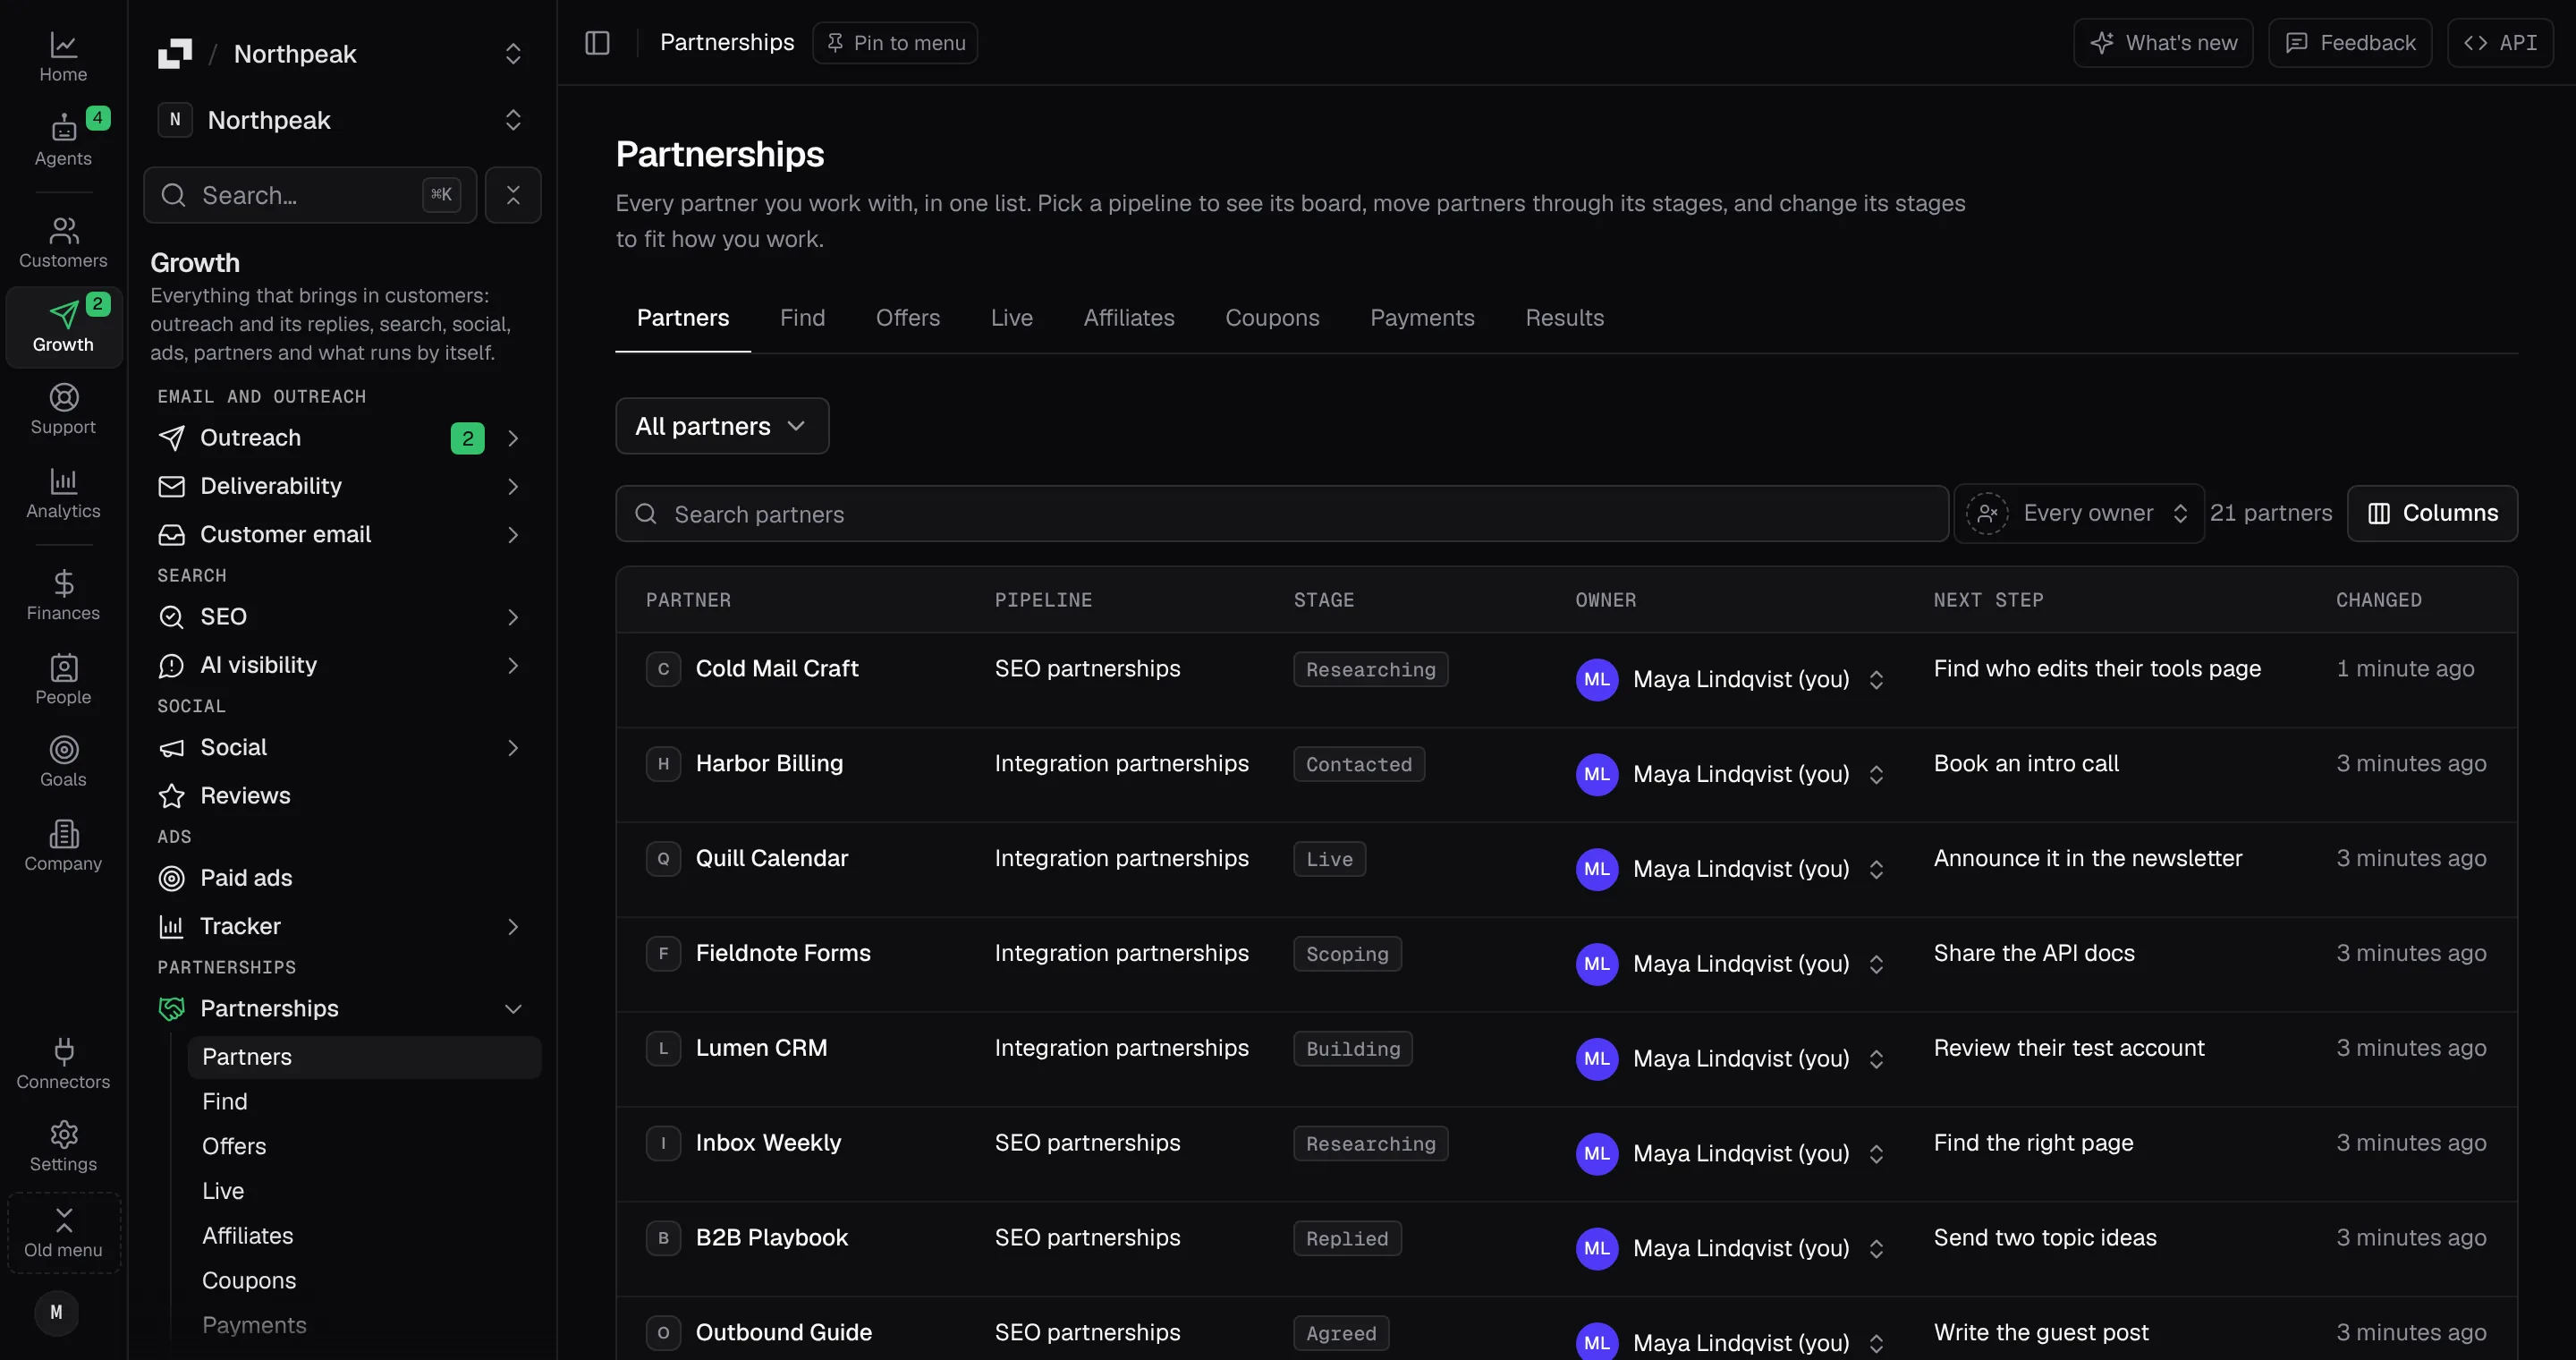 Home
4
Agents
Customers
2
Growth
Support
Analytics
Finances
People
Goals
Company
Connectors
Settings
Old menu
M
/ Northpeak
N Northpeak
Search... ⌘K
Growth
Everything that brings in customers:
outreach and its replies, search, social,
ads, partners and what runs by itself.
EMAIL AND OUTREACH
Outreach 2
Deliverability
Customer email
SEARCH
SEO
AI visibility
SOCIAL
Social
Reviews
ADS
Paid ads
Tracker
PARTNERSHIPS
Partnerships
Partners
Find
Offers
Live
Affiliates
Coupons
Payments
Partnerships Pin to menu What's new Feedback API
Partnerships
Every partner you work with, in one list. Pick a pipeline to see its board, move partners through its stages, and change its stages
to fit how you work.
Partners Find Offers Live Affiliates Coupons Payments Results
All partners
Search partners Every owner 21 partners Columns
PARTNER PIPELINE STAGE OWNER NEXT STEP CHANGED
C Cold Mail Craft SEO partnerships Researching ML Maya Lindqvist (you) Find who edits their tools page 1 minute ago
H Harbor Billing Integration partnerships Contacted ML Maya Lindqvist (you) Book an intro call 3 minutes ago
Q Quill Calendar Integration partnerships Live ML Maya Lindqvist (you) Announce it in the newsletter 3 minutes ago
F Fieldnote Forms Integration partnerships Scoping ML Maya Lindqvist (you) Share the API docs 3 minutes ago
L Lumen CRM Integration partnerships Building ML Maya Lindqvist (you) Review their test account 3 minutes ago
I Inbox Weekly SEO partnerships Researching ML Maya Lindqvist (you) Find the right page 3 minutes ago
B B2B Playbook SEO partnerships Replied ML Maya Lindqvist (you) Send two topic ideas 3 minutes ago
O Outbound Guide SEO partnerships Agreed ML Maya Lindqvist (you) Write the guest post 3 minutes ago